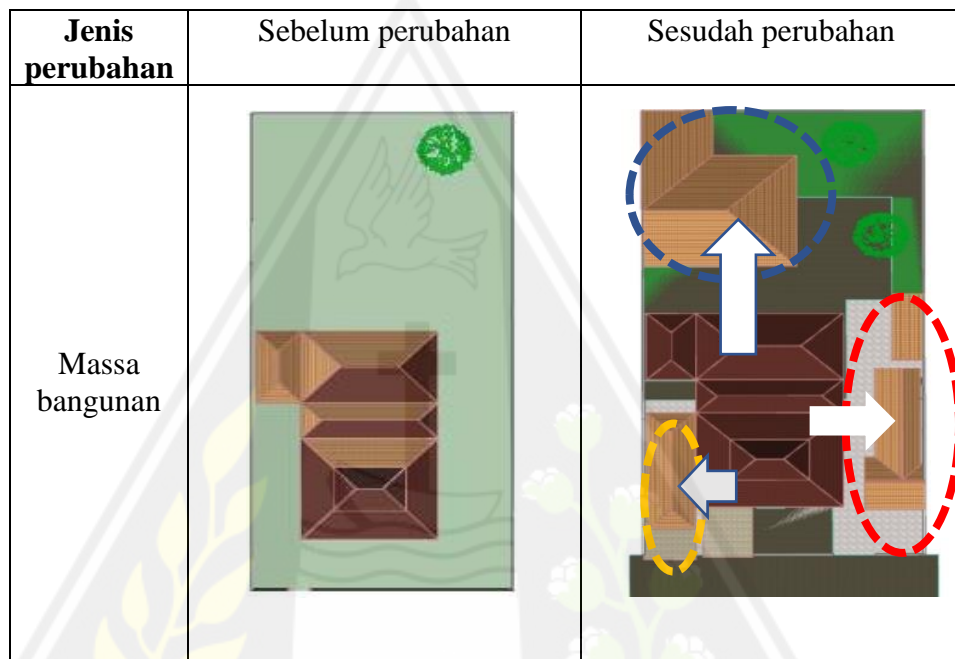 Jenis
perubahan
Sebelum perubahan
Sesudah perubahan
Massa
bangunan